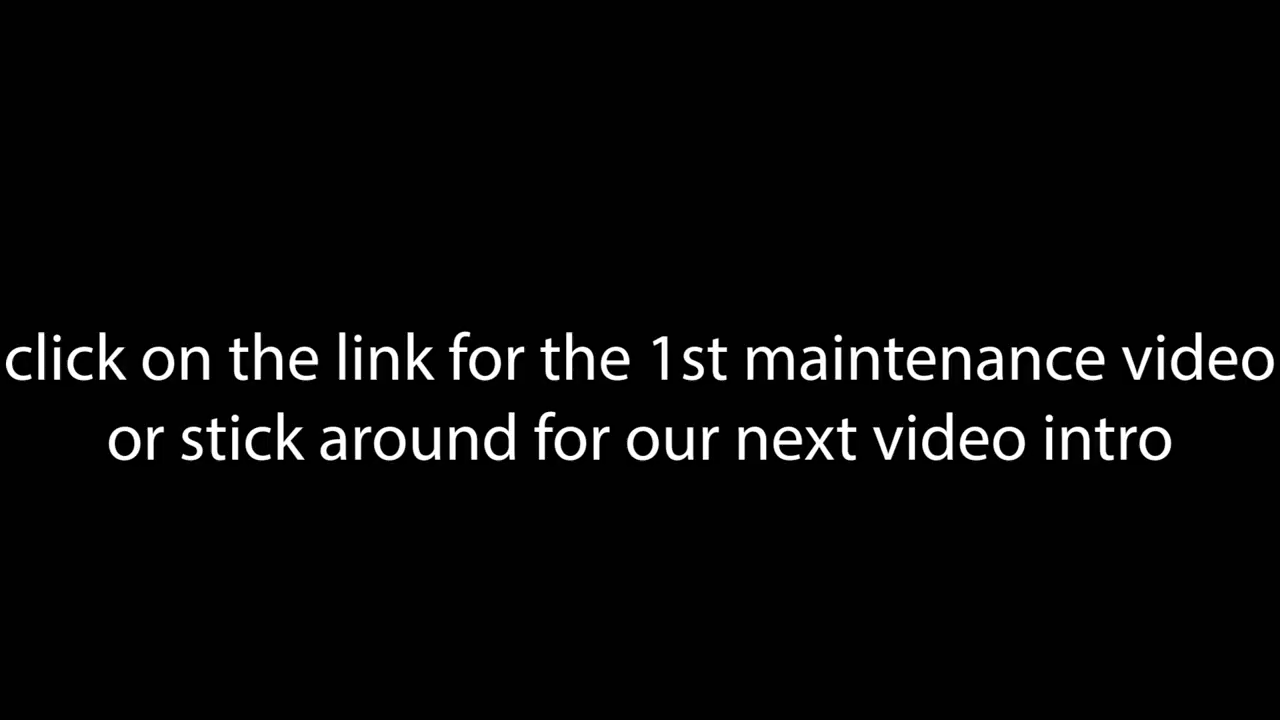 click on the link for the 1st maintenance video
or stick around for our next video intro